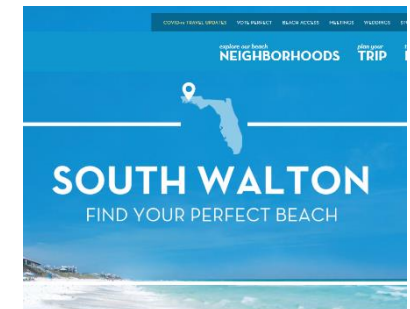 COVID-19 TRAVEL UPDATES VOTE PERFECT BEACH ACCESS MEETINGS WEDDINGS
explore our beach
NEIGHBORHOODS
plan your
TRIP
SOUTH WALTON
FIND YOUR PERFECT BEACH